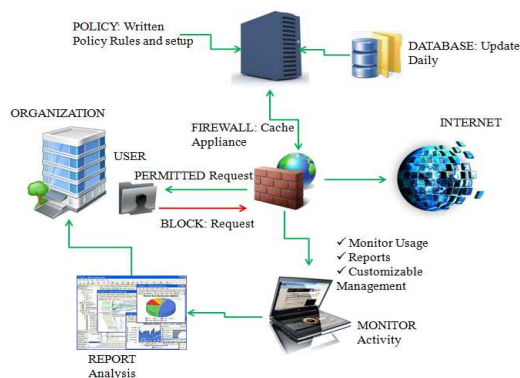 POLICY: Written
Policy Rules and setup
DATABASE: Update
Daily
ORGANIZATION
FIREWALL: Cache
Appliance
INTERNET
USER
PERMITTED Request
BLOCK: Request
✓ Monitor Usage
✓ Reports
✓ Customizable
Management
MONITOR
Activity
REPORT
Analysis